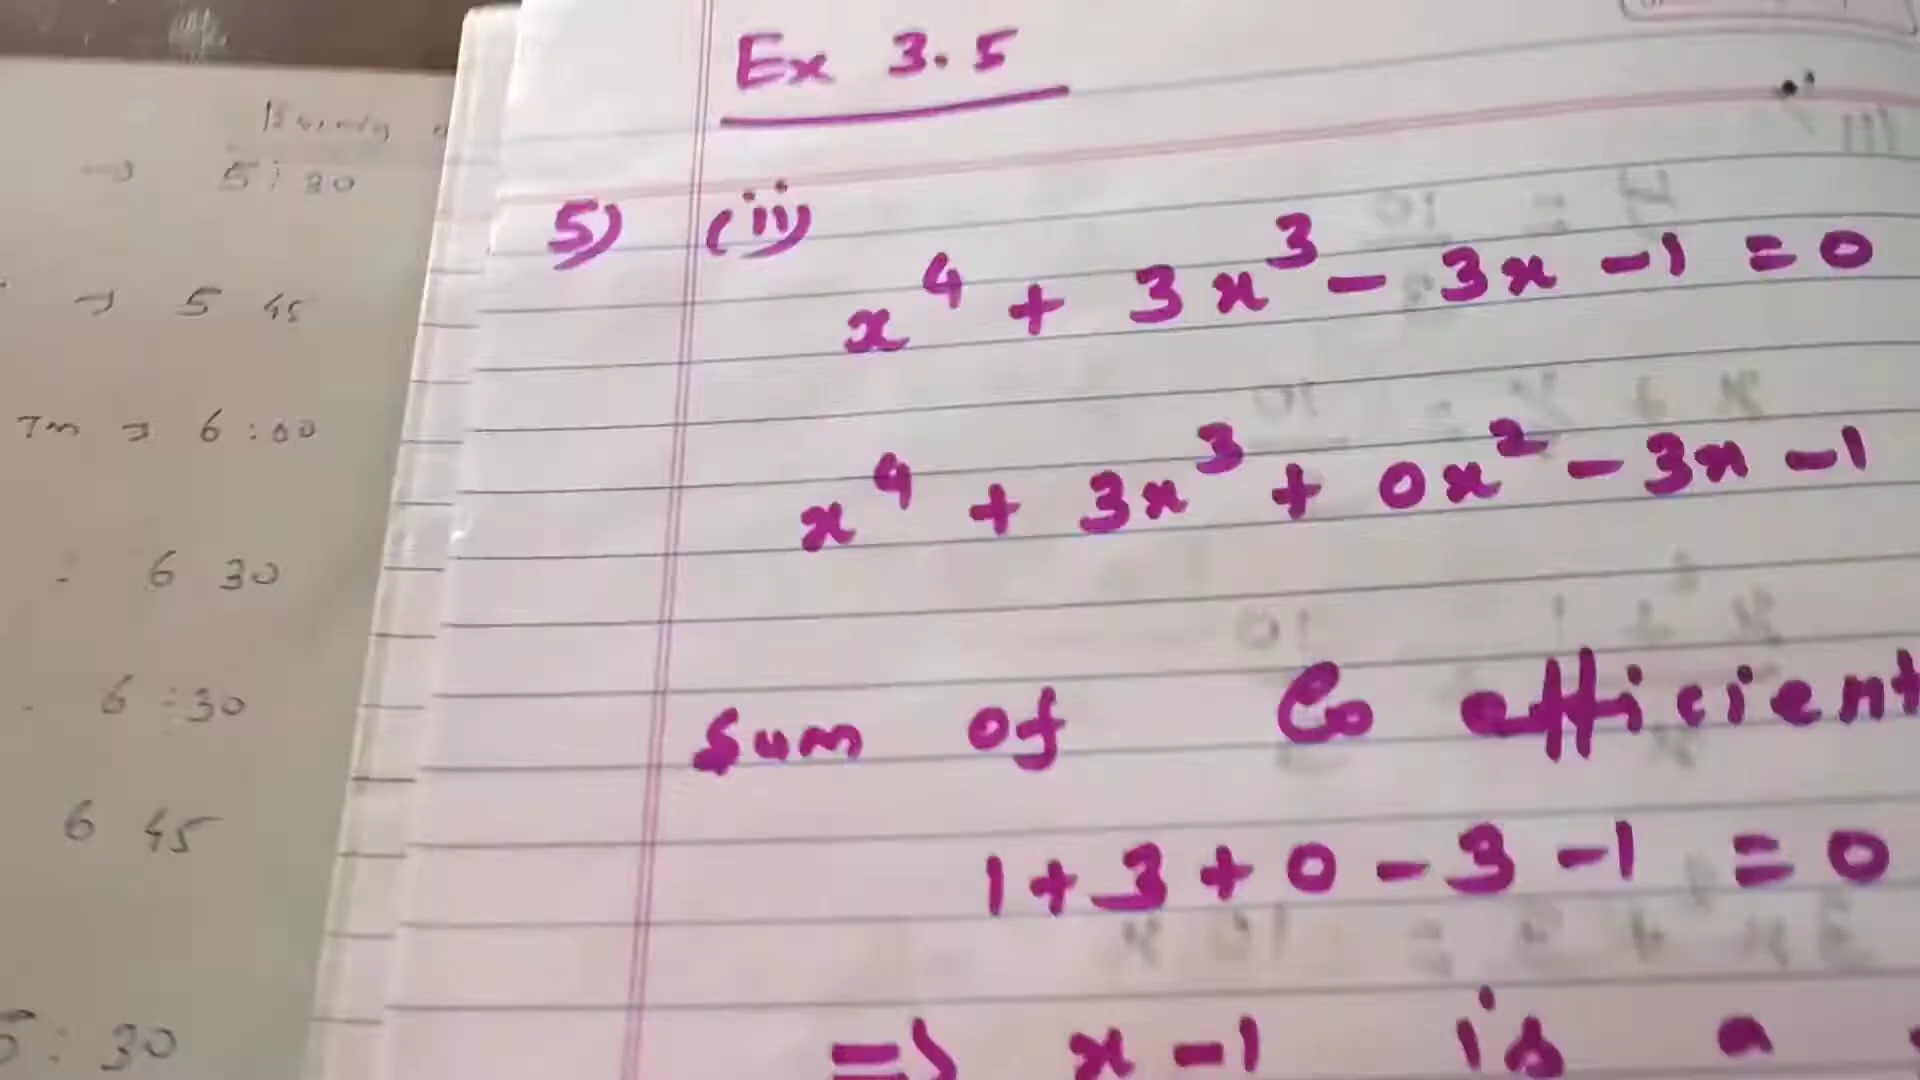 Ex 3.5
5) (ii)
x⁴ + 3x³ - 3x - 1 = 0
x⁴ + 3x³ + 0x² - 3x - 1
Sum of Co efficient
1 + 3 + 0 - 3 - 1 = 0
=> x - 1 is a
→ 5:30
→ 5 45
7m → 6:00
6 30
6:30
6 45
5:30